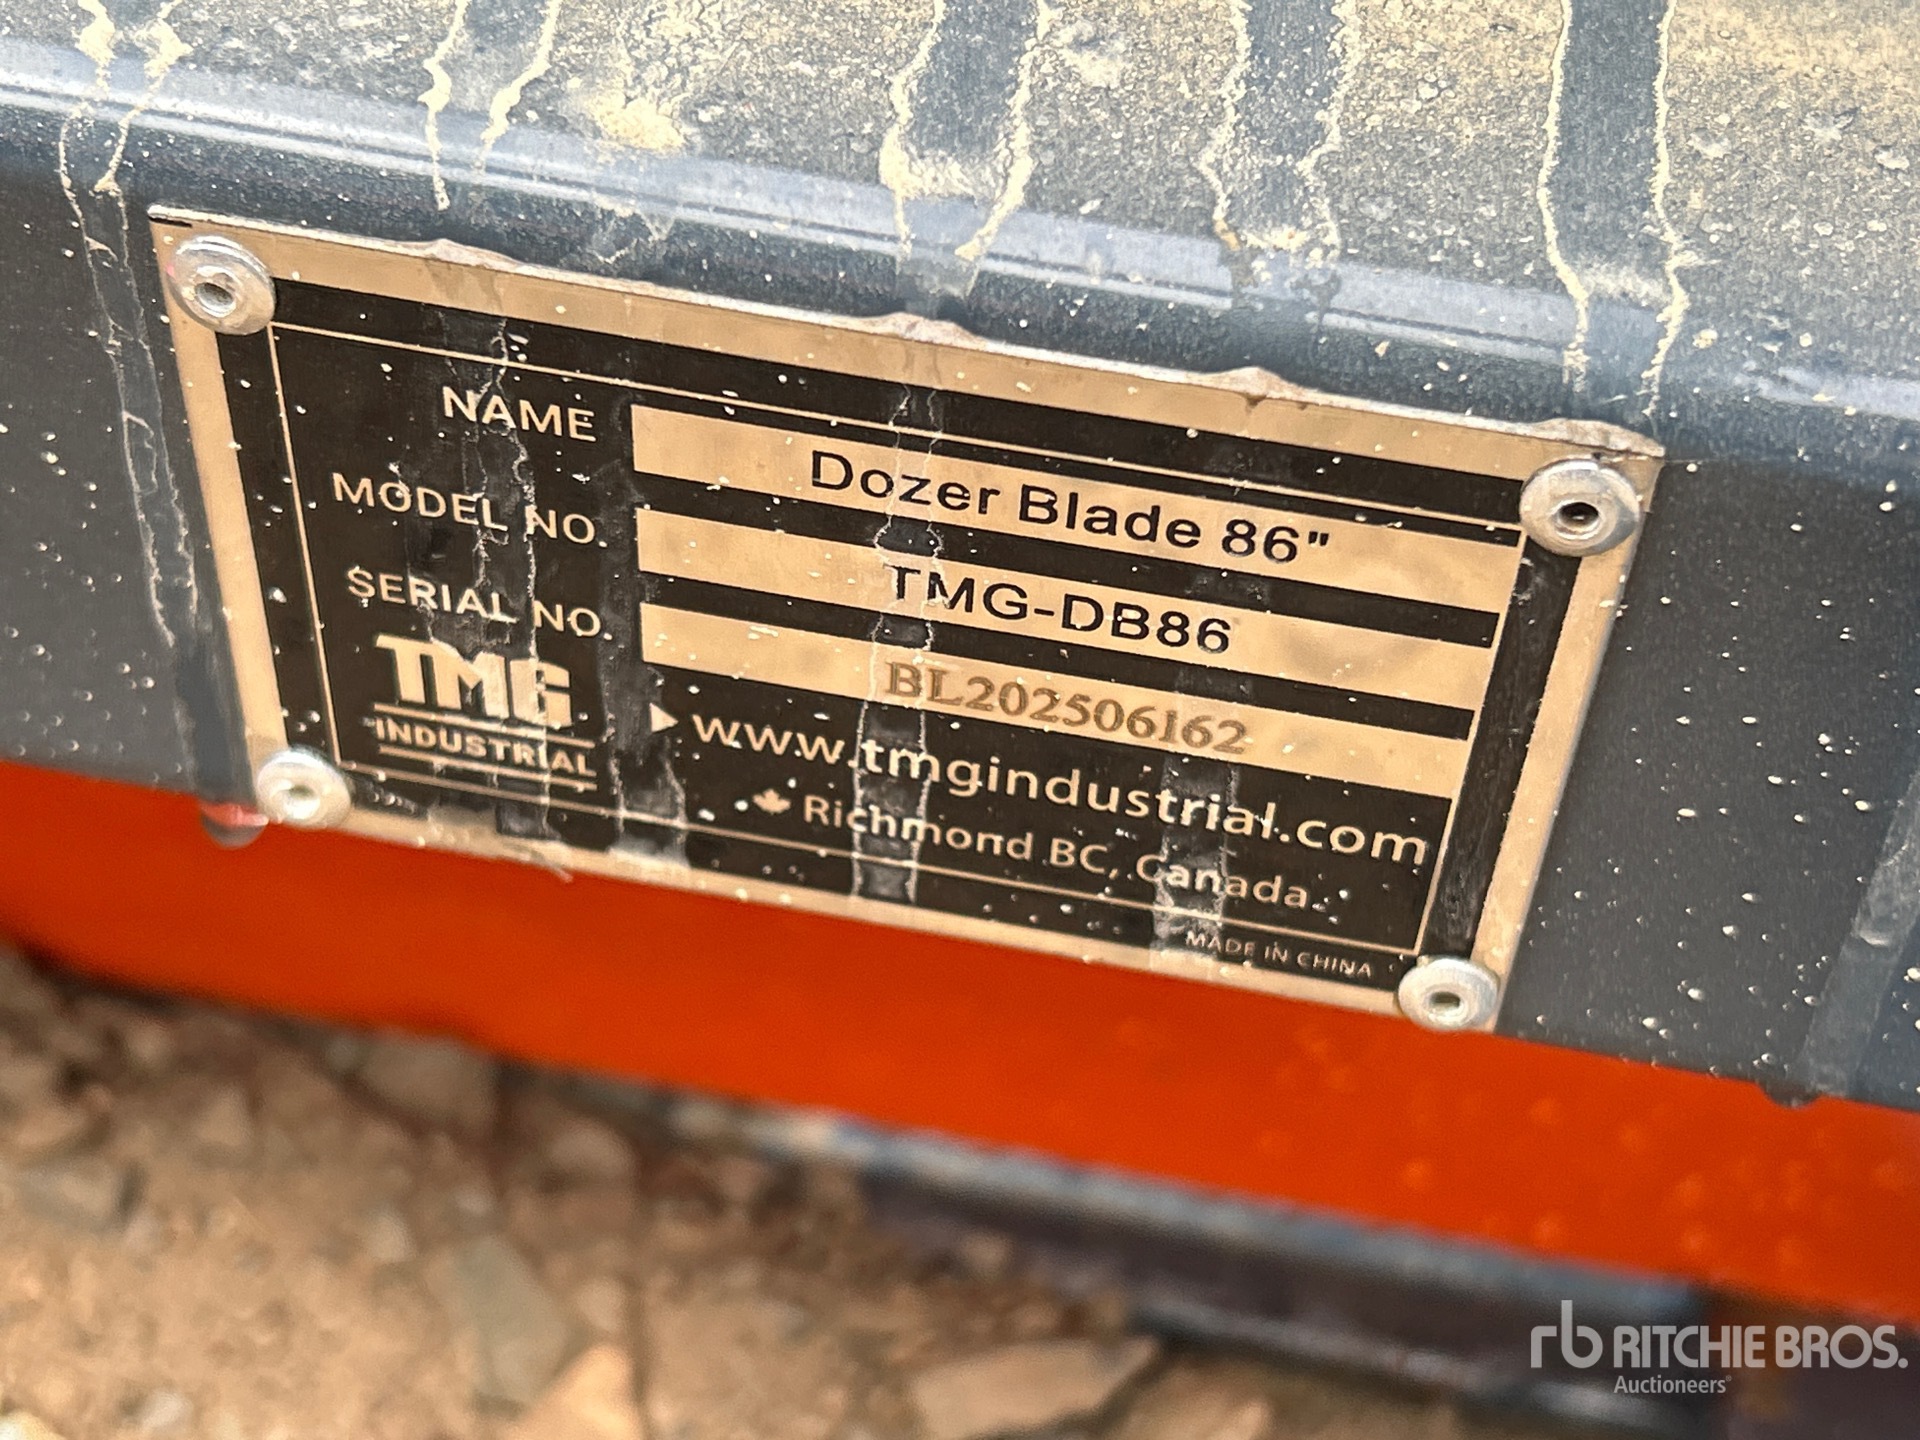 NAME Dozer Blade 86"
MODEL NO. TMG-DB86
SERIAL NO. BL202506162
TMG
INDUSTRIAL
www.tmgindustrial.com
Richmond BC, Canada
MADE IN CHINA
rb RITCHIE BROS.
Auctioneers